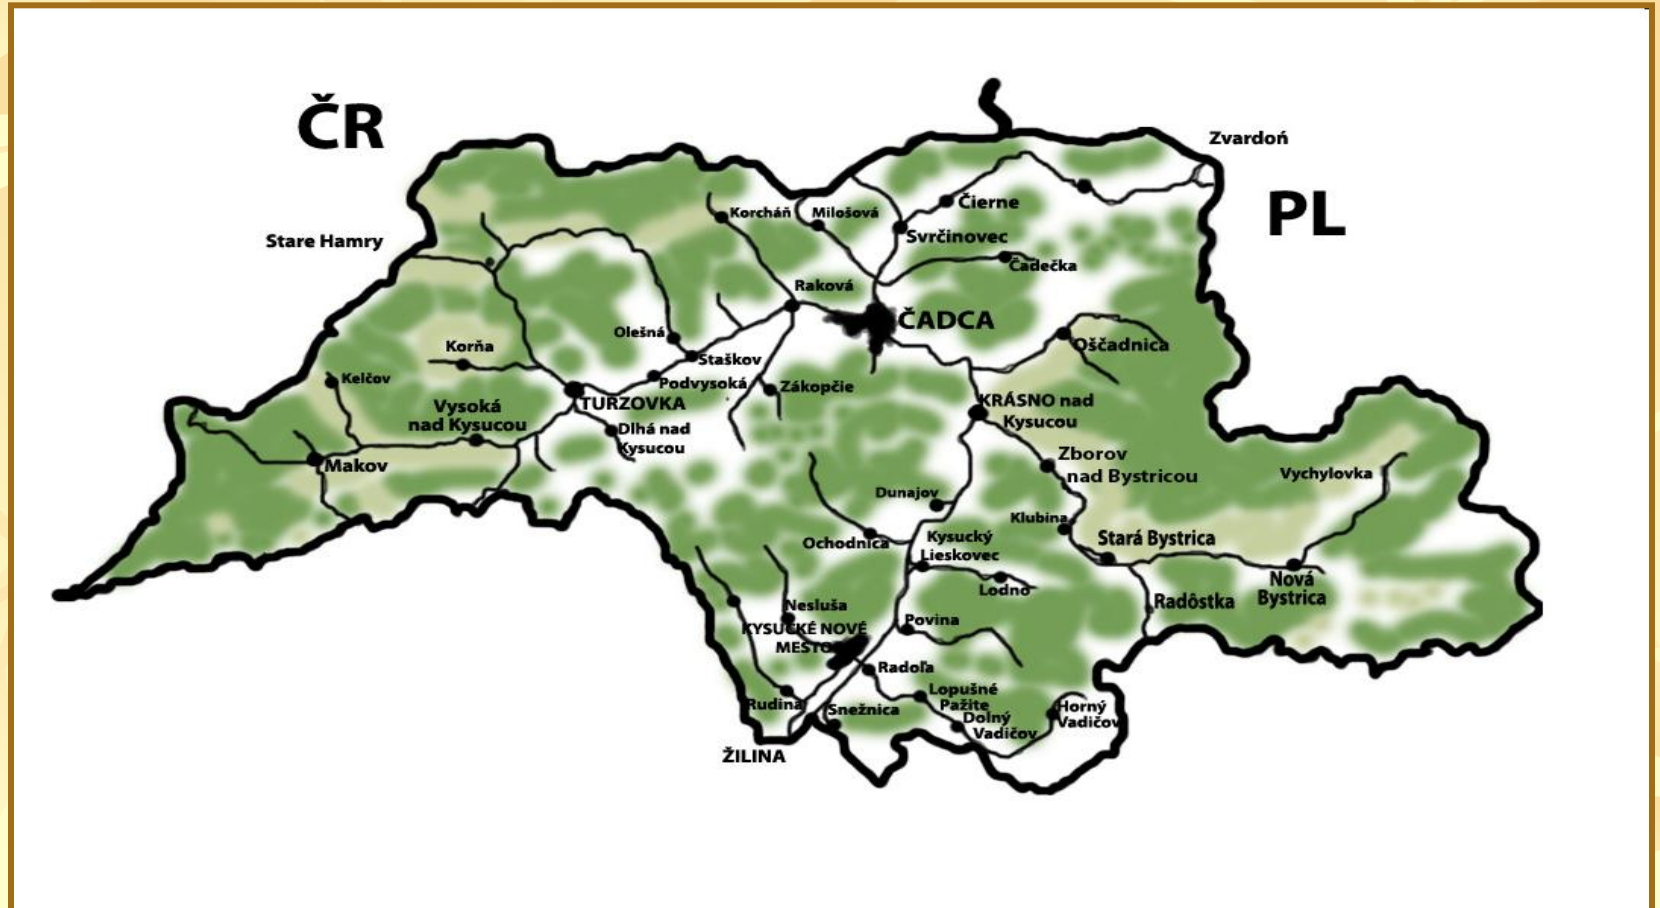 ČR
Zvardoń
PL
Stare Hamry
Korcháň
Milošová
Čierne
Svrčinovec
Čadečka
Raková
ČADCA
Olešná
Oščadnica
Korňa
Staškov
Kelčov
Podvysoká
Zákopčie
TURZOVKA
KRÁSNO nad
Kysucou
Vysoká
nad Kysucou
Dlhá nad
Kysucou
Makov
Zborov
nad Bystricou
Vychylovka
Dunajov
Klubina
Ochodnica
Kysucký
Lieskovec
Stará Bystrica
Lodno
Nová
Bystrica
Radôstka
Nesluša
KYSUCKÉ NOVÉ
MESTO
Povina
Radoľa
Rudina
Snežnica
Lopušné
Pažite
Dolný
Vadičov
Horný
Vadičov
ŽILINA